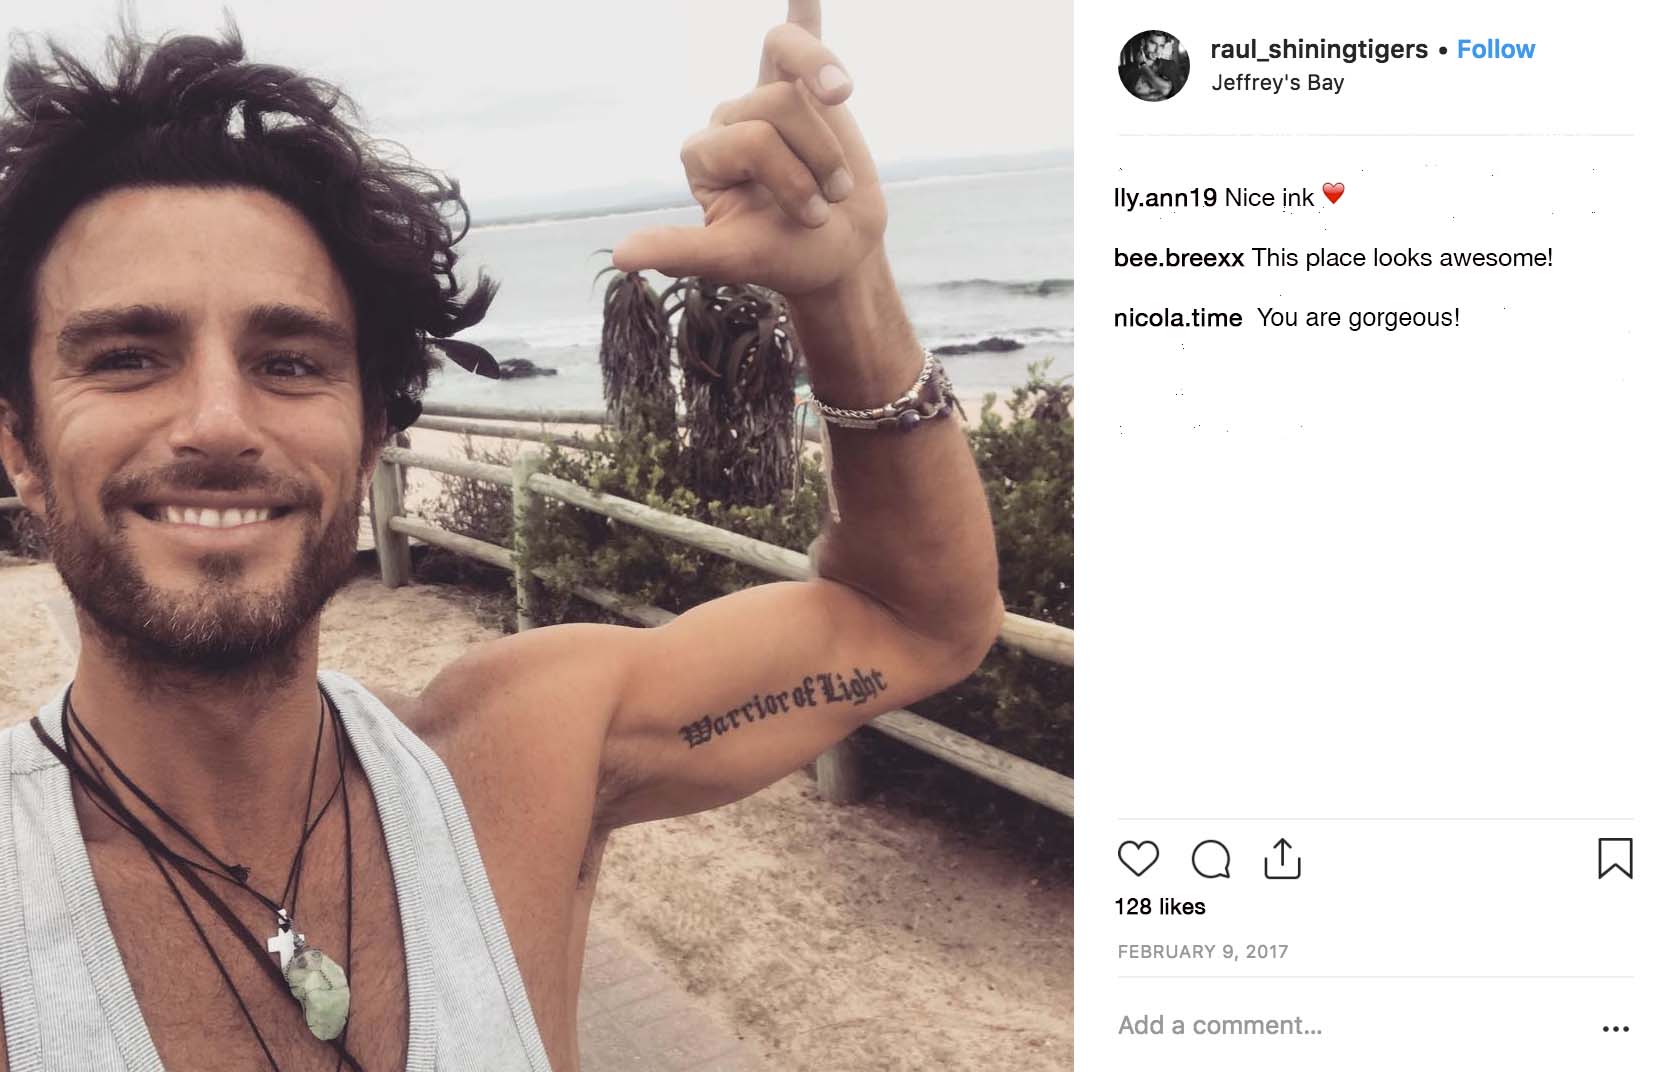 Warrior of Light
raul_shiningtigers • Follow
Jeffrey's Bay
lly.ann19 Nice ink ❤️
bee.breexx This place looks awesome!
nicola.time You are gorgeous!
128 likes
FEBRUARY 9, 2017
Add a comment...